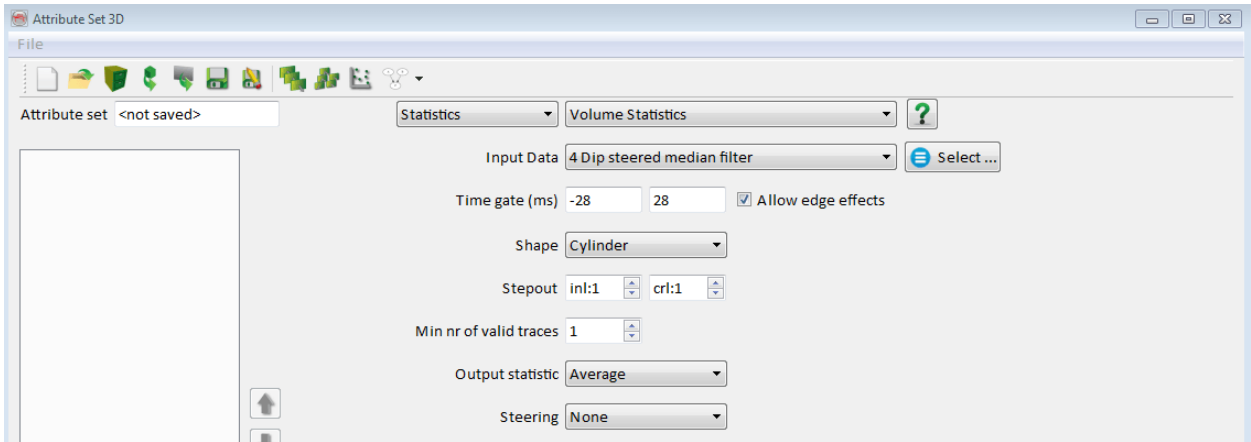 Attribute Set 3D
File
Attribute set <not saved> Statistics Volume Statistics ?
Input Data 4 Dip steered median filter Select ...
Time gate (ms) -28 28 Allow edge effects
Shape Cylinder
Stepout inl:1 crl:1
Min nr of valid traces 1
Output statistic Average
Steering None